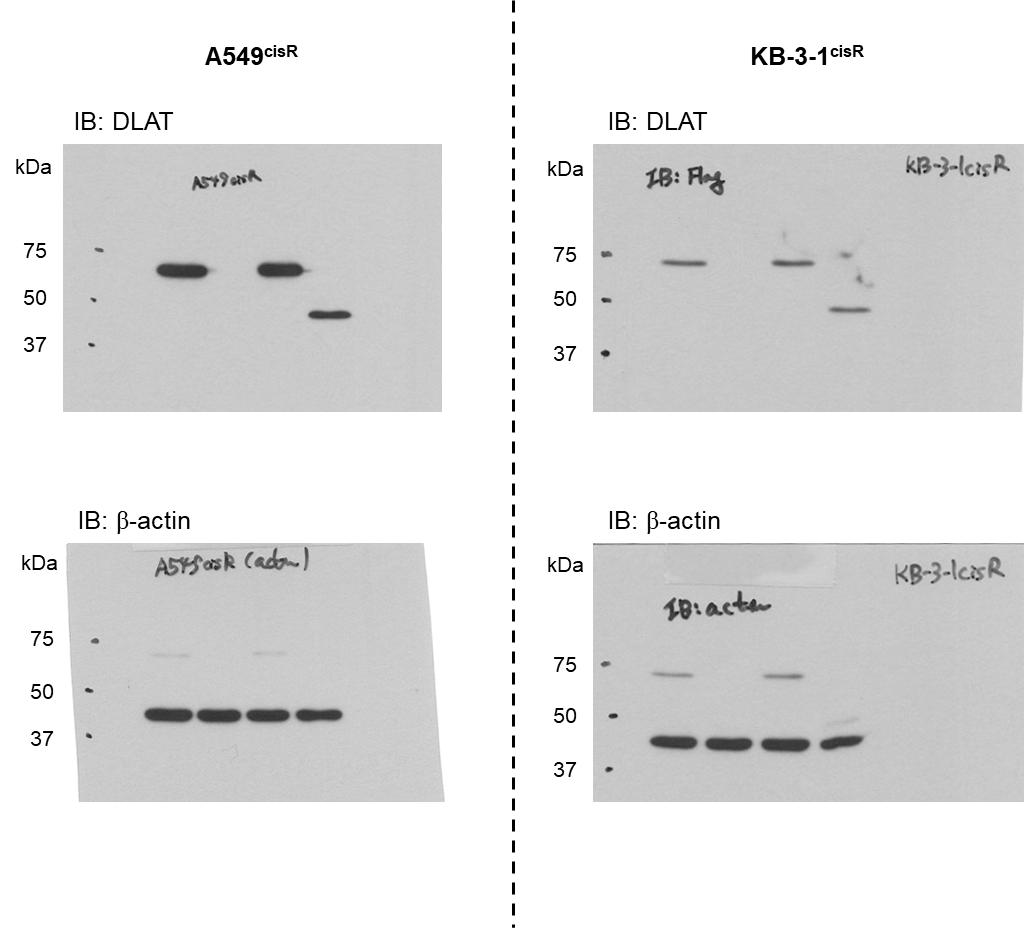 A549cisR
IB: DLAT
kDa
A549cisR
75
50
37
IB: β-actin
kDa
A549cisR (actin)
75
50
37
KB-3-1cisR
IB: DLAT
kDa
IB: Flag
KB-3-1cisR
75
50
37
IB: β-actin
kDa
KB-3-1cisR
IB: actin
75
50
37